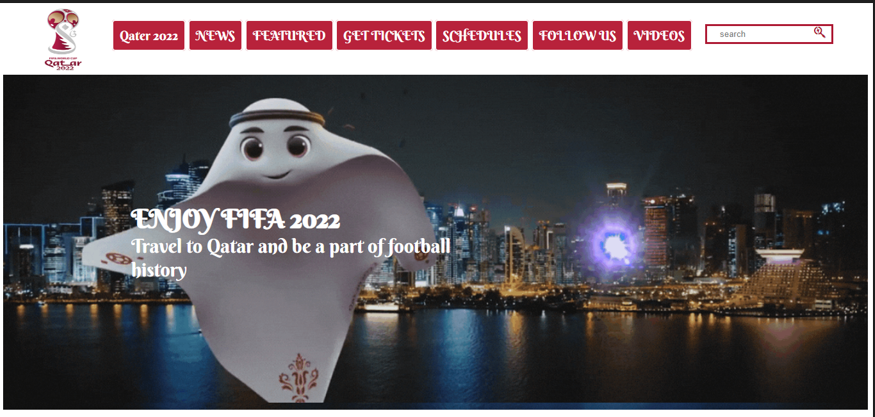 Qater 2022
NEWS
FEATURED
GET TICKETS
SCHEDULES
FOLLOW US
VIDEOS
search
FIFA WORLD CUP
Qatar
2022
ENJOY FIFA 2022
Travel to Qatar and be a part of football
history